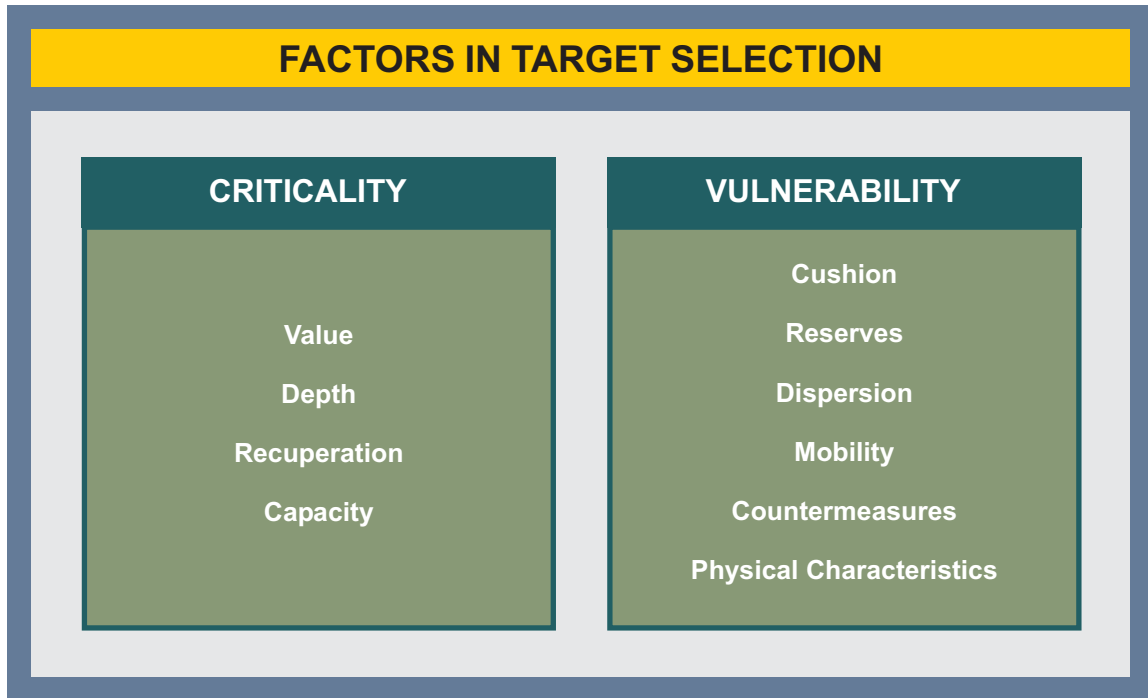 FACTORS IN TARGET SELECTION
CRITICALITY
Value
Depth
Recuperation
Capacity
VULNERABILITY
Cushion
Reserves
Dispersion
Mobility
Countermeasures
Physical Characteristics